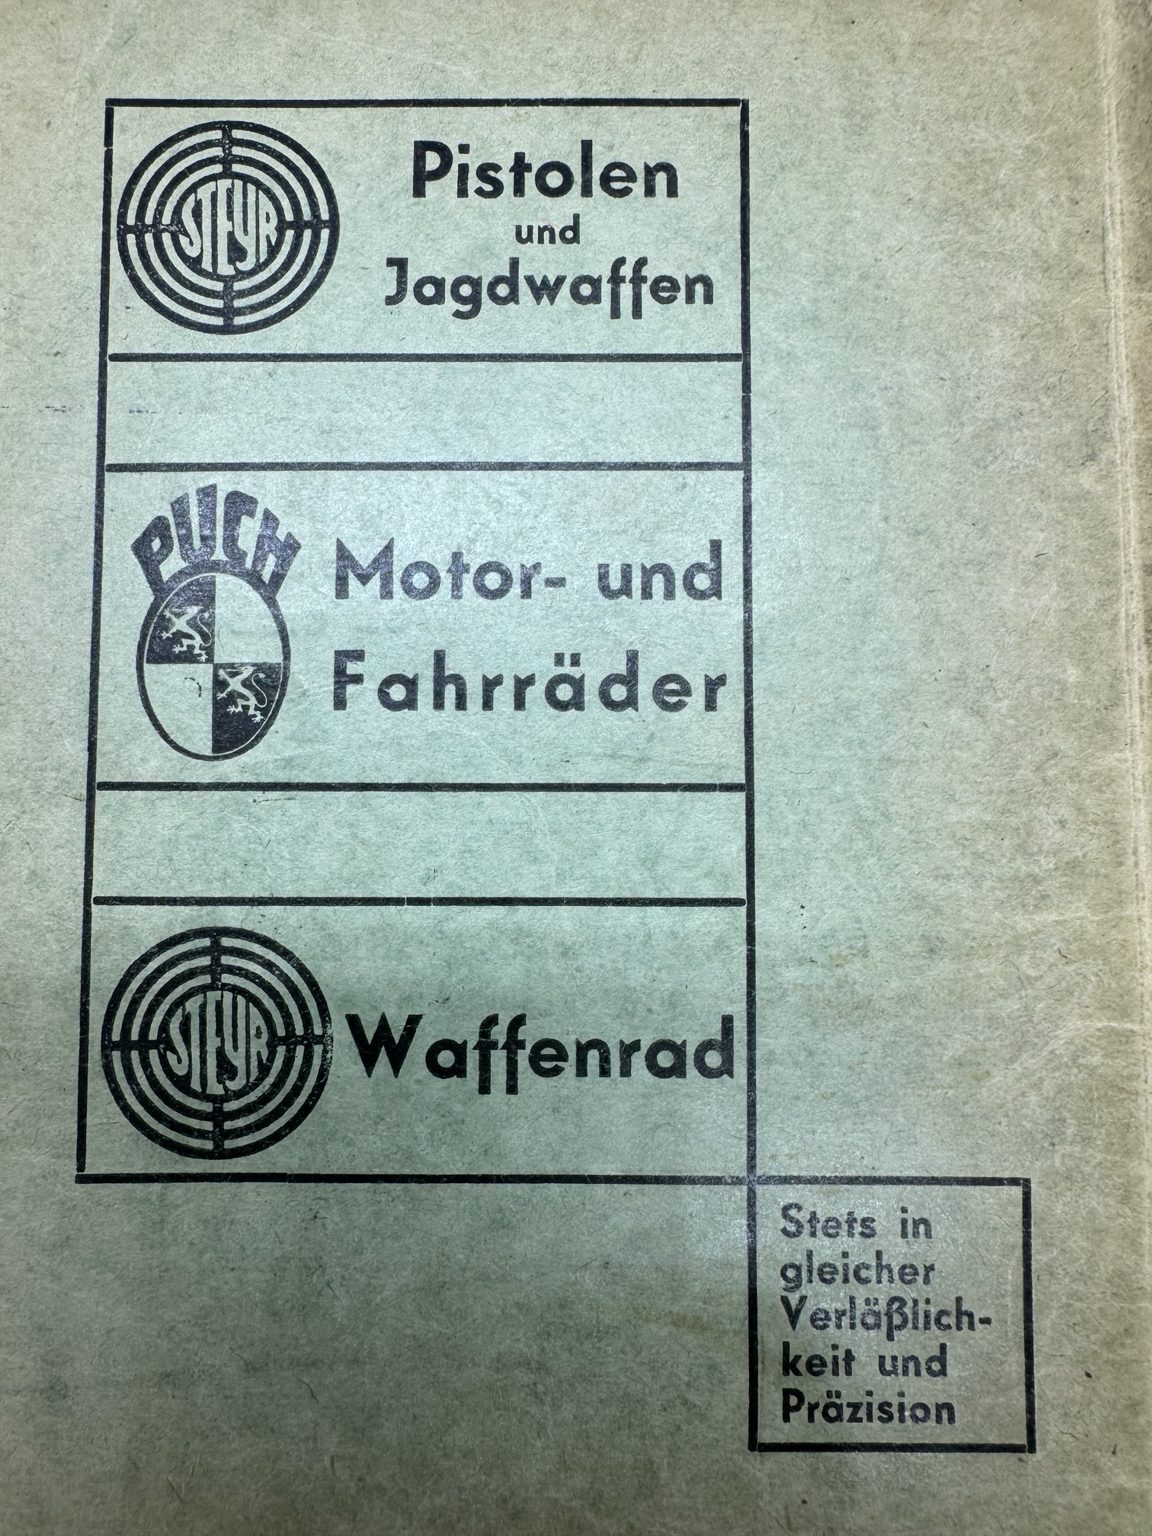 STEYR
Pistolen
und
Jagdwaffen
PUCH
Motor- und
Fahrräder
STEYR
Waffenrad
Stets in
gleicher
Verläßlich-
keit und
Präzision